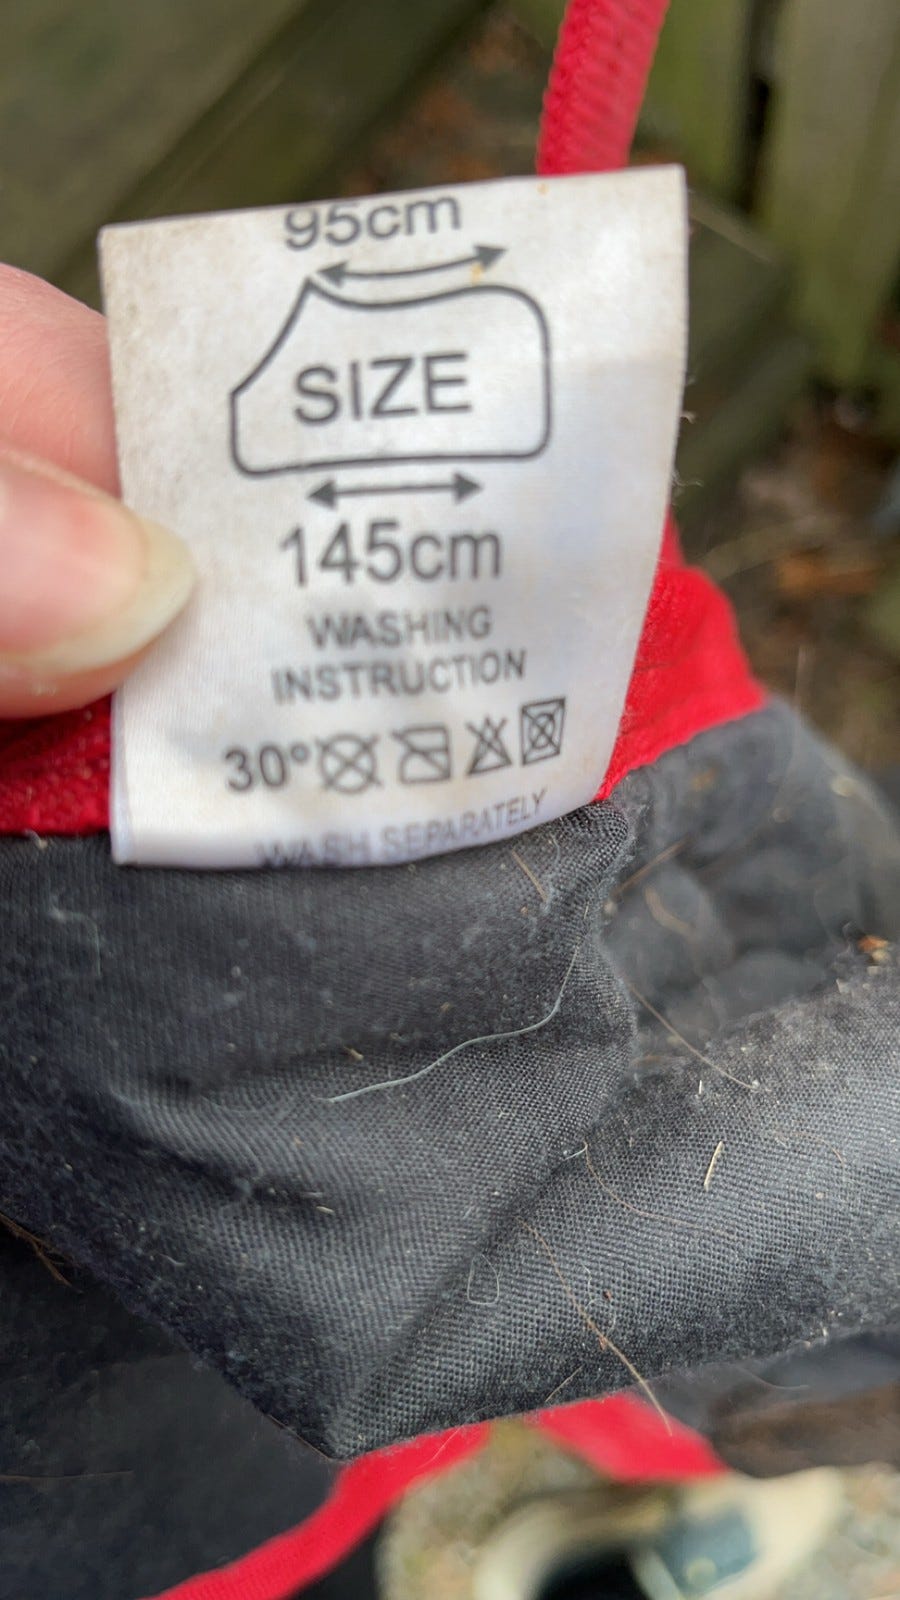 95cm
SIZE
145cm
WASHING
INSTRUCTION
30°
WASH SEPARATELY